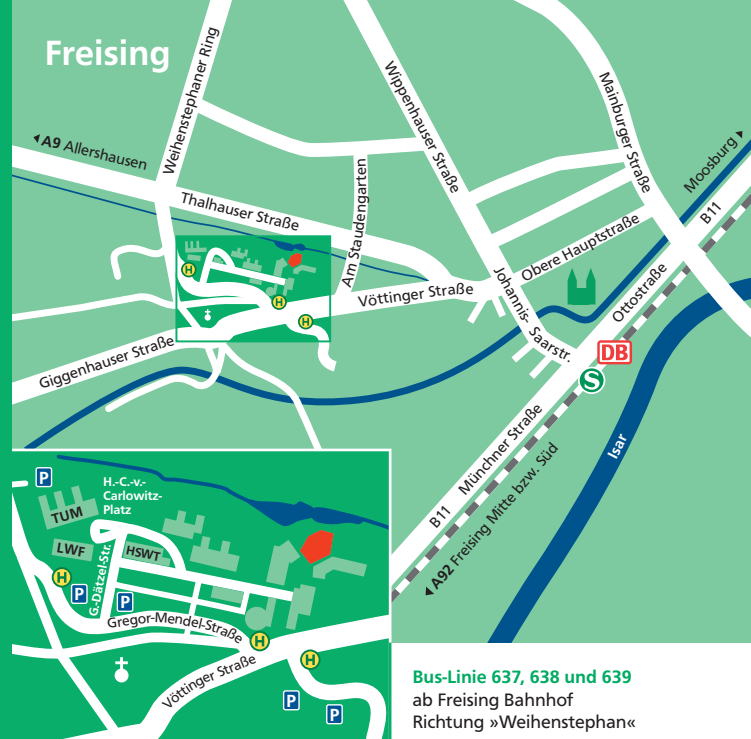 Freising
Weihenstephaner Ring
Wippenhauser Straße
Mainburger Straße
A9 Allershausen
Moosburg
B11
Thalhauser Straße
Am Staudengarten
Obere Hauptstraße
H
H
H
Vöttinger Straße
Johannis-
Saarstr.
Ottostraße
DB
S
Giggenhauser Straße
Münchner Straße
B11
A92 Freising Mitte bzw. Süd
Isar
P
H.-C.-v.-
Carlowitz-
Platz
TUM
LWF
HSWT
G.-Dätzel-Str.
H
P
P
Gregor-Mendel-Straße
H
H
Vöttinger Straße
P
P
Bus-Linie 637, 638 und 639
ab Freising Bahnhof
Richtung »Weihenstephan«